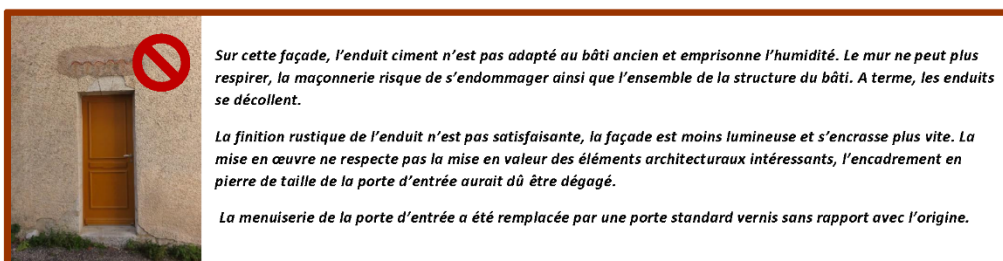 Sur cette façade, l’enduit ciment n’est pas adapté au bâti ancien et emprisonne l’humidité. Le mur ne peut plus
respirer, la maçonnerie risque de s’endommager ainsi que l’ensemble de la structure du bâti. A terme, les enduits
se décollent.
La finition rustique de l’enduit n’est pas satisfaisante, la façade est moins lumineuse et s’encrasse plus vite. La
mise en œuvre ne respecte pas la mise en valeur des éléments architecturaux intéressants, l’encadrement en
pierre de taille de la porte d’entrée aurait dû être dégagé.
La menuiserie de la porte d’entrée a été remplacée par une porte standard vernis sans rapport avec l’origine.